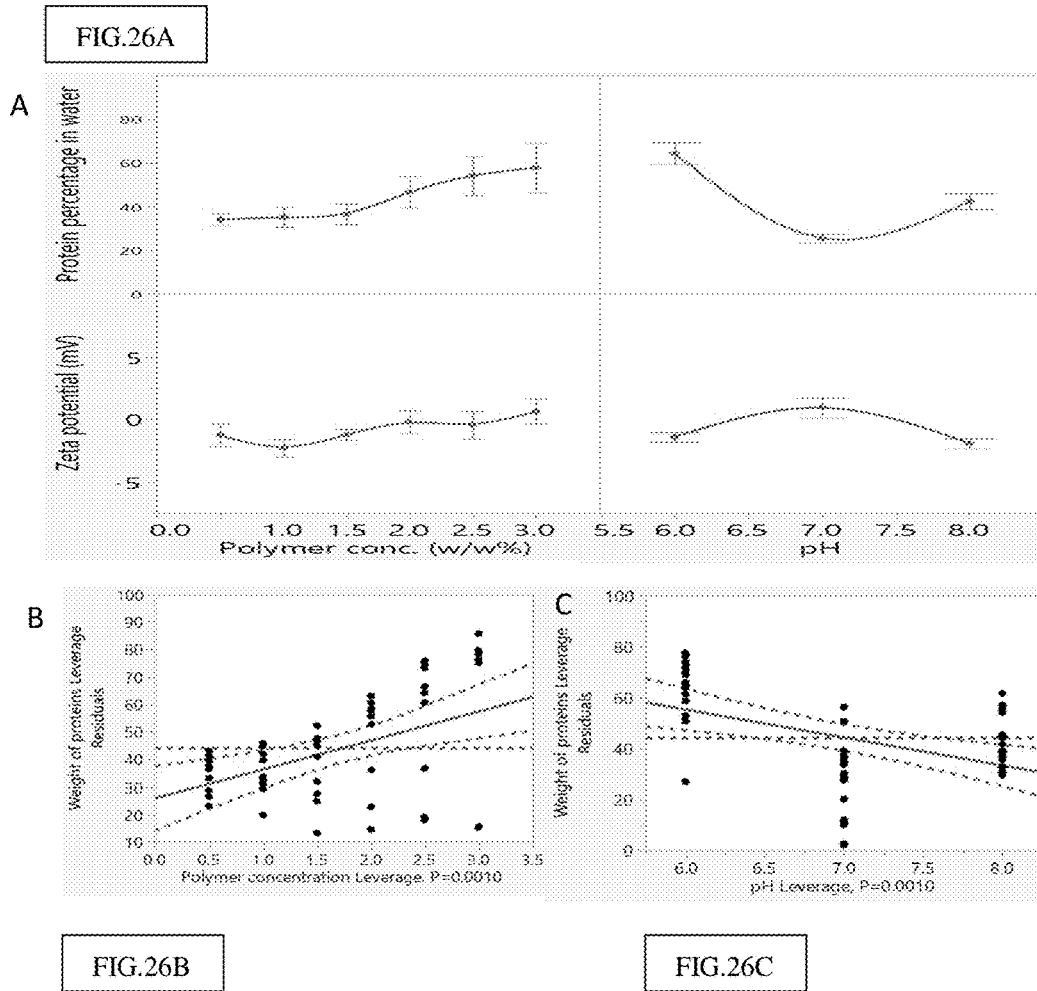 FIG.26A
A
Protein percentage in water
80
60
40
20
0
Zeta potential (mV)
5
0
-5
0.0 1.0 1.5 2.0 2.5 3.0 5.5 6.0 6.5 7.0 7.5 8.0
Polymer conc. (w/w%) pH
B
Weight of proteins Leverage
Residuals
100
90
80
70
60
50
40
30
20
10
0.0 0.5 1.0 1.5 2.0 2.5 3.0 3.5
Polymer concentration Leverage. P=0.0010
C
Weight of proteins Leverage
Residuals
100
80
60
40
20
0
6.0 6.5 7.0 7.5 8.0
pH Leverage, P=0.0010
FIG.26B
FIG.26C